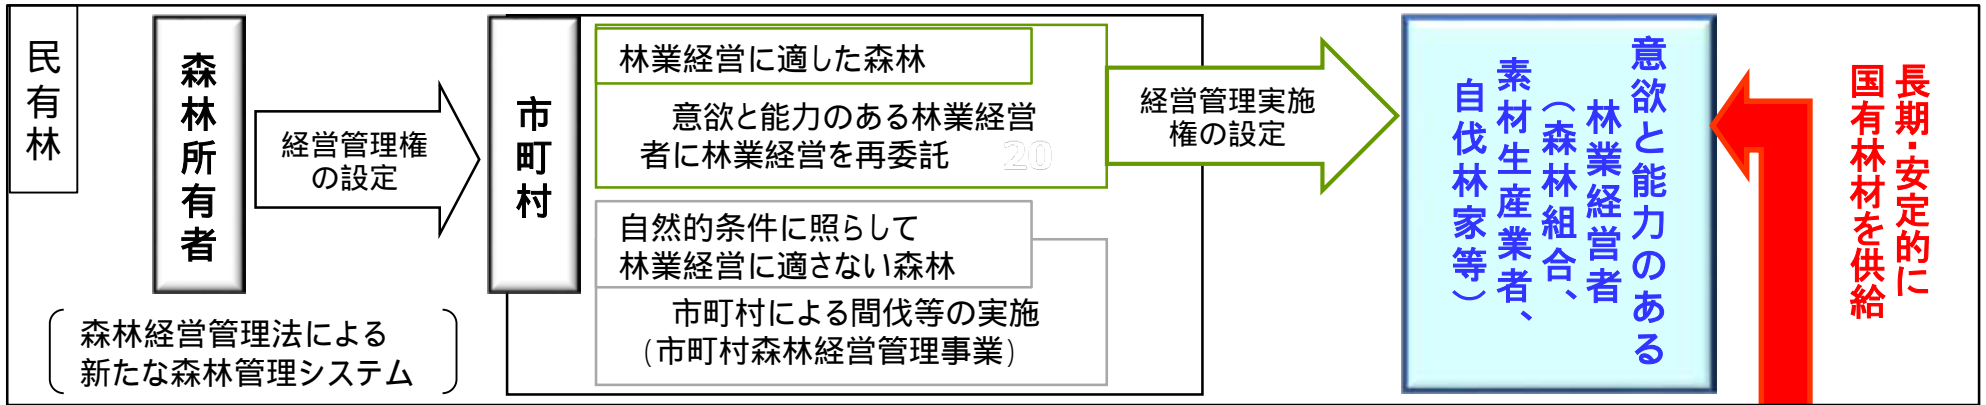 民有林
森林所有者
経営管理権
の設定
市町村
林業経営に適した森林
意欲と能力のある林業経営
者に林業経営を再委託
20
自然的条件に照らして
林業経営に適さない森林
市町村による間伐等の実施
(市町村森林経営管理事業)
経営管理実施
権の設定
意欲と能力のある
林業経営者
(森林組合、
素材生産業者、
自伐林家等)
長期・安定的に
国有林材を供給
森林経営管理法による
新たな森林管理システム